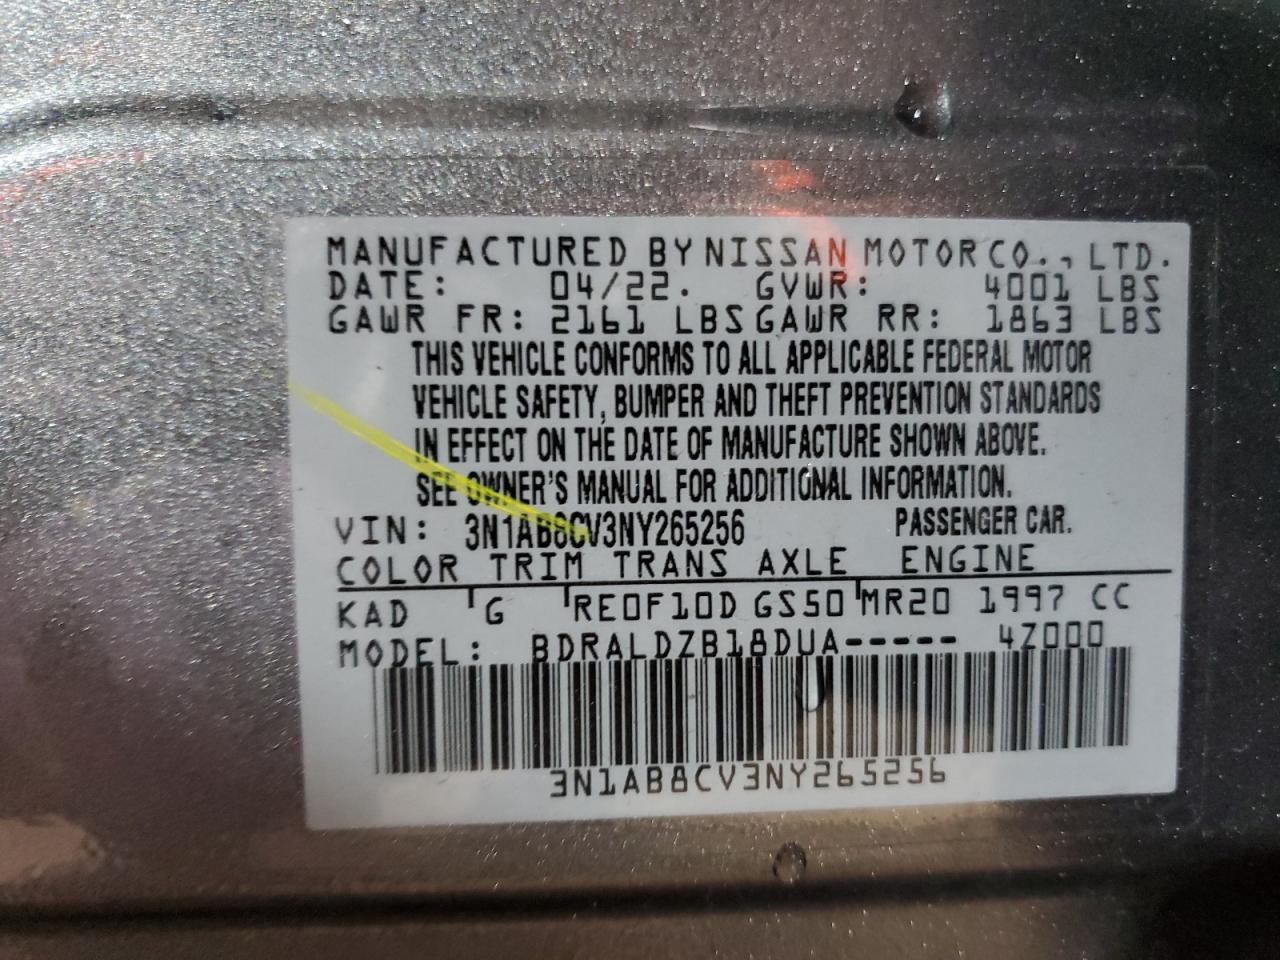 MANUFACTURED BY NISSAN MOTOR CO., LTD.
DATE: 04/22. GVWR: 4001 LBS
GAWR FR: 2161 LBS GAWR RR: 1863 LBS
THIS VEHICLE CONFORMS TO ALL APPLICABLE FEDERAL MOTOR
VEHICLE SAFETY, BUMPER AND THEFT PREVENTION STANDARDS
IN EFFECT ON THE DATE OF MANUFACTURE SHOWN ABOVE.
SEE OWNER'S MANUAL FOR ADDITIONAL INFORMATION.
VIN: 3N1AB8CV3NY265256 PASSENGER CAR.
COLOR TRIM TRANS AXLE ENGINE
KAD G RE0F10D GS50 MR20 1997 CC
MODEL: BDRALDZB18DUA----- 4Z000
3N1AB8CV3NY265256